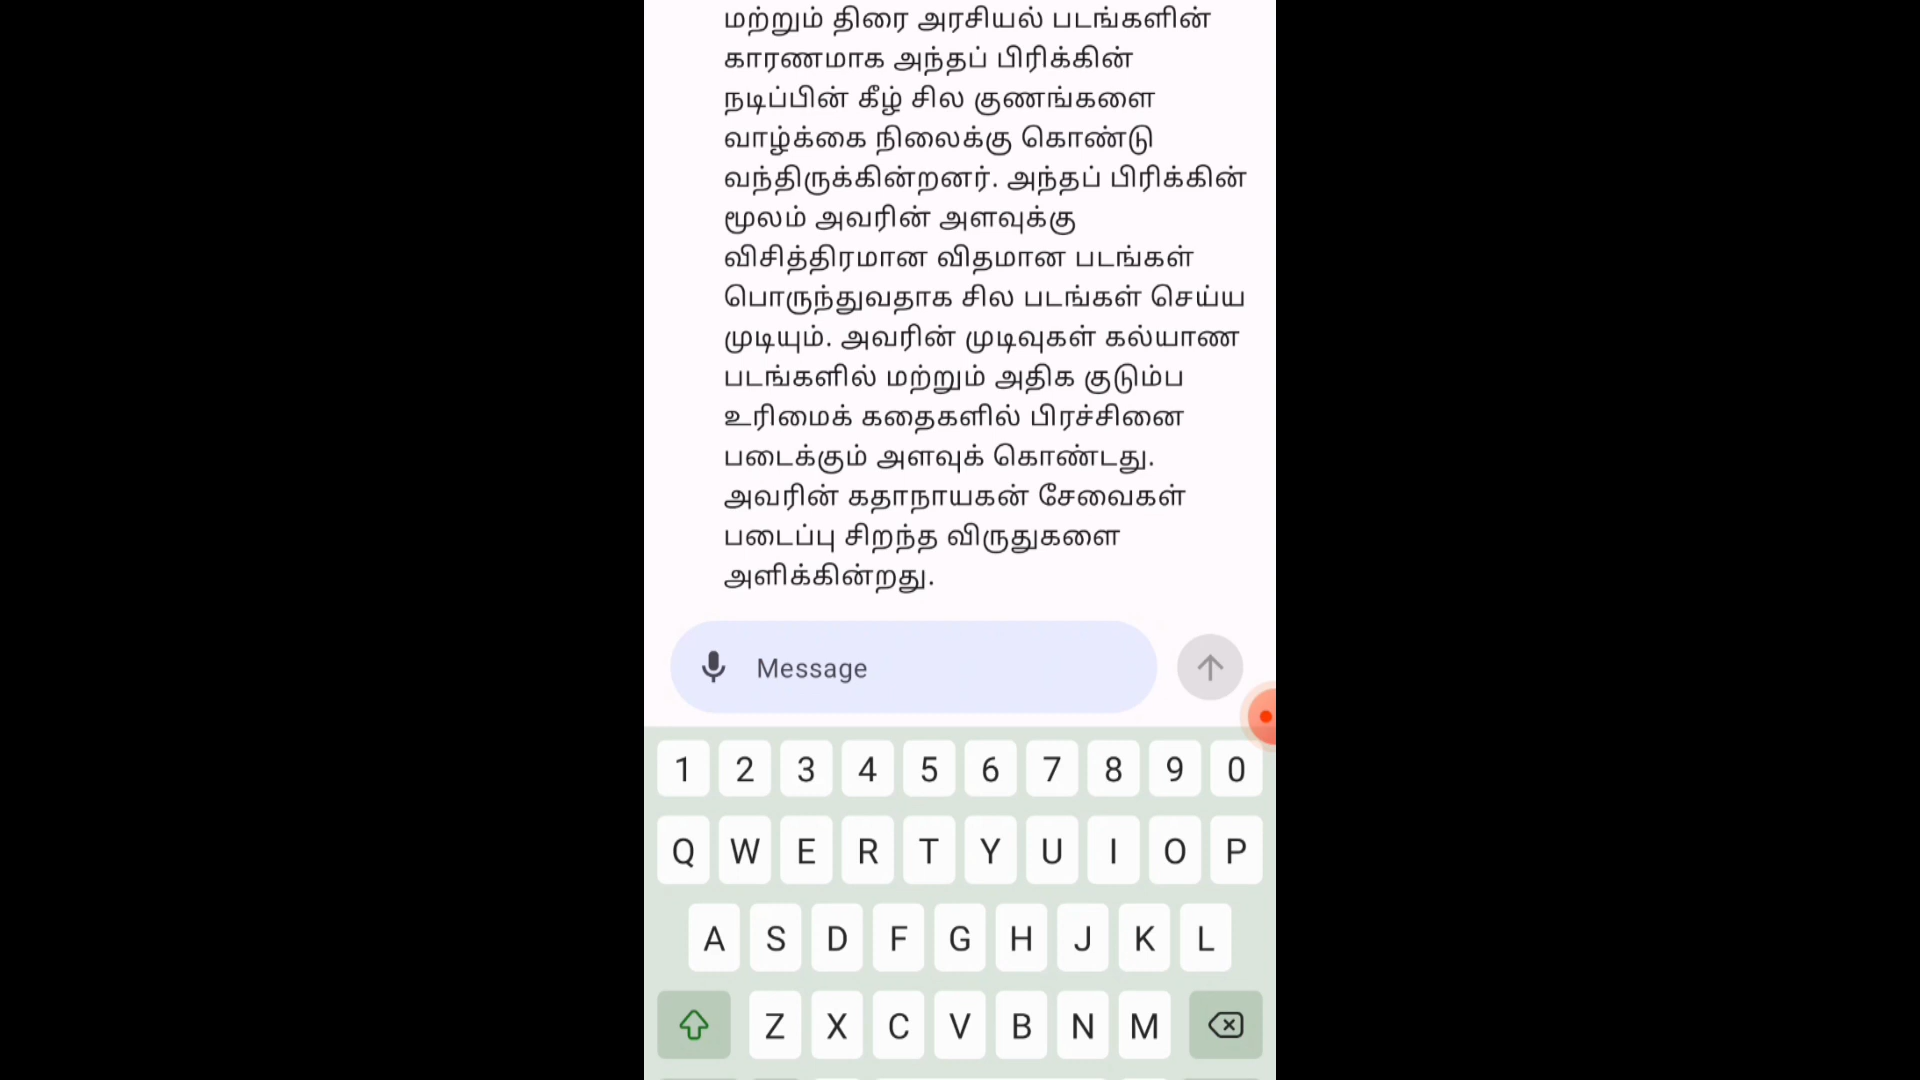 மற்றும் திரை அரசியல் படங்களின்
காரணமாக அந்தப் பிரிக்கின்
நடிப்பின் கீழ் சில குணங்களை
வாழ்க்கை நிலைக்கு கொண்டு
வந்திருக்கின்றனர். அந்தப் பிரிக்கின்
மூலம் அவரின் அளவுக்கு
விசித்திரமான விதமான படங்கள்
பொருந்துவதாக சில படங்கள் செய்ய
முடியும். அவரின் முடிவுகள் கல்யாண
படங்களில் மற்றும் அதிக குடும்ப
உரிமைக் கதைகளில் பிரச்சினை
படைக்கும் அளவுக் கொண்டது.
அவரின் கதாநாயகன் சேவைகள்
படைப்பு சிறந்த விருதுகளை
அளிக்கின்றது.
Message
1 2 3 4 5 6 7 8 9 0
Q W E R T Y U I O P
A S D F G H J K L
Z X C V B N M